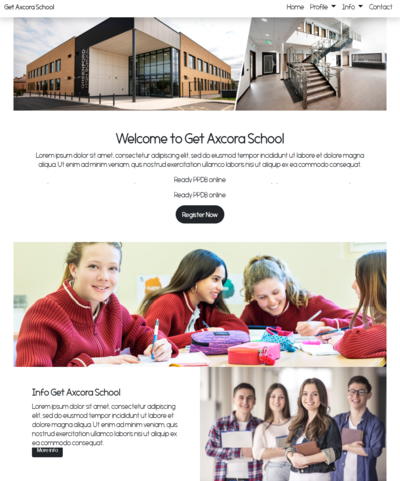 Get Axcora School
Home Profile Info Contact
Welcome to Get Axcora School
Lorem ipsum dolor sit amet, consectetur adipiscing elit, sed do eiusmod tempor incididunt ut labore et dolore magna
aliqua. Ut enim ad minim veniam, quis nostrud exercitation ullamco laboris nisi ut aliquip ex ea commodo consequat.
Ready PPDB online
Ready PPDB online
Register Now
Info Get Axcora School
Lorem ipsum dolor sit amet, consectetur adipiscing
elit, sed do eiusmod tempor incididunt ut labore et
dolore magna aliqua. Ut enim ad minim veniam, quis
nostrud exercitation ullamco laboris nisi ut aliquip ex
ea commodo consequat.
More info